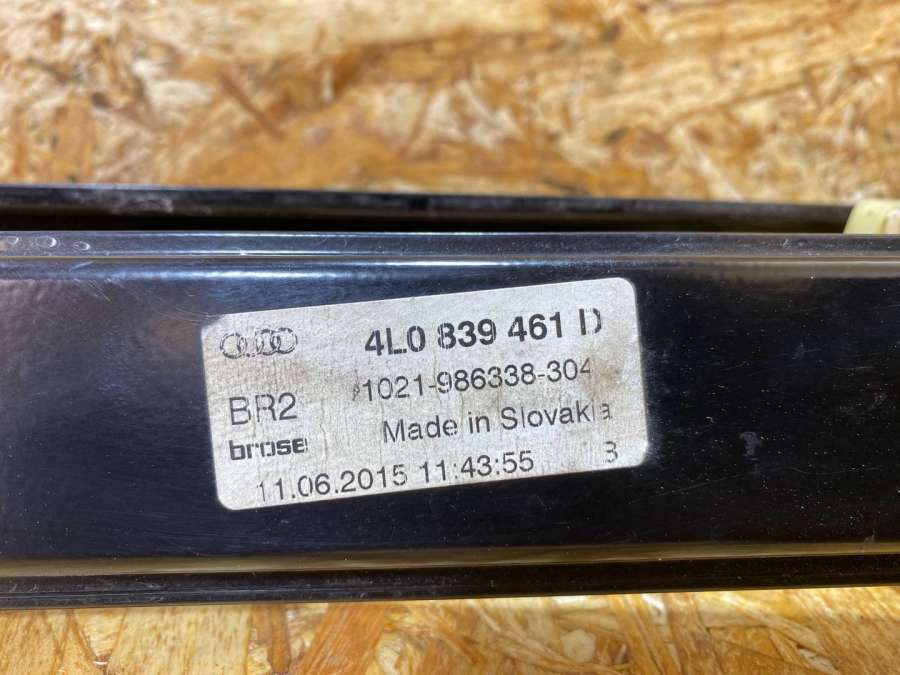 4L0 839 461 D
1021-986338-304
BR2
Made in Slovakia
brose
11.06.2015 11:43:55